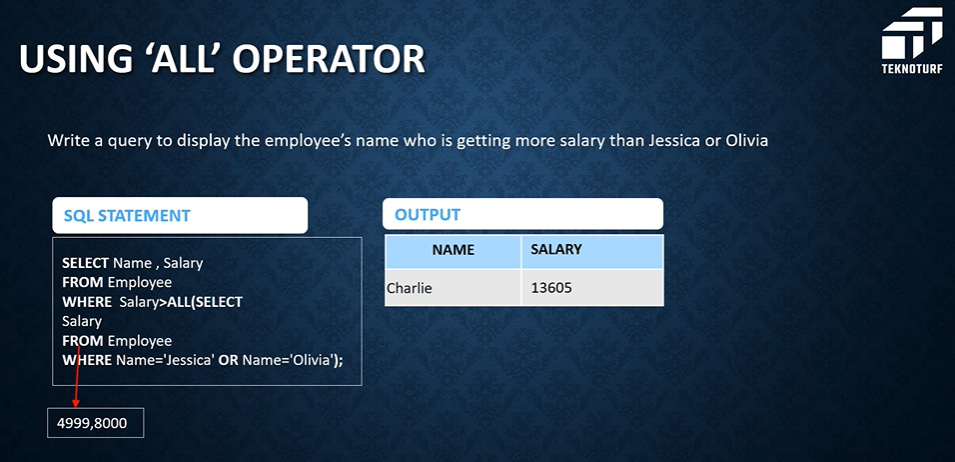 TEKNOTURF
USING ‘ALL’ OPERATOR
Write a query to display the employee’s name who is getting more salary than Jessica or Olivia
SQL STATEMENT
SELECT Name , Salary
FROM Employee
WHERE Salary>ALL(SELECT
Salary
FROM Employee
WHERE Name='Jessica' OR Name='Olivia');
4999,8000
OUTPUT
NAME SALARY
Charlie 13605